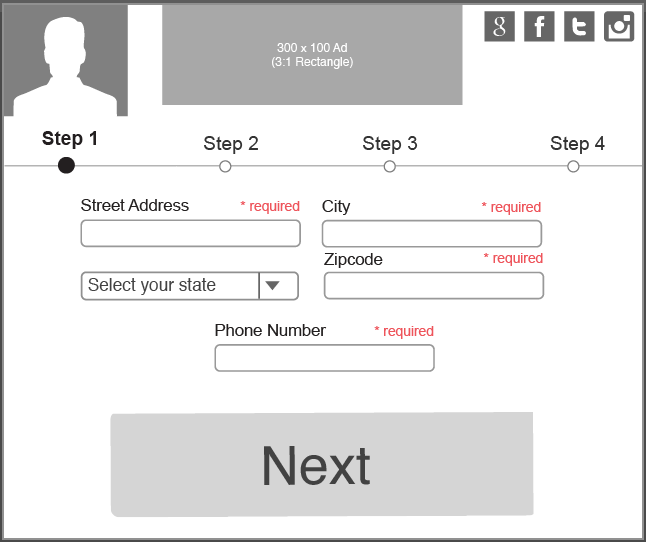 300 x 100 Ad
(3:1 Rectangle)
g f t
Step 1 Step 2 Step 3 Step 4
Street Address * required City * required
Zipcode * required
Select your state
Phone Number * required
Next